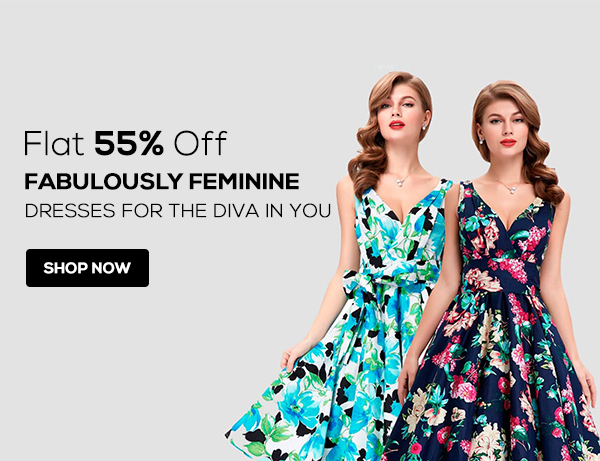 Flat 55% Off
FABULOUSLY FEMININE
DRESSES FOR THE DIVA IN YOU
SHOP NOW